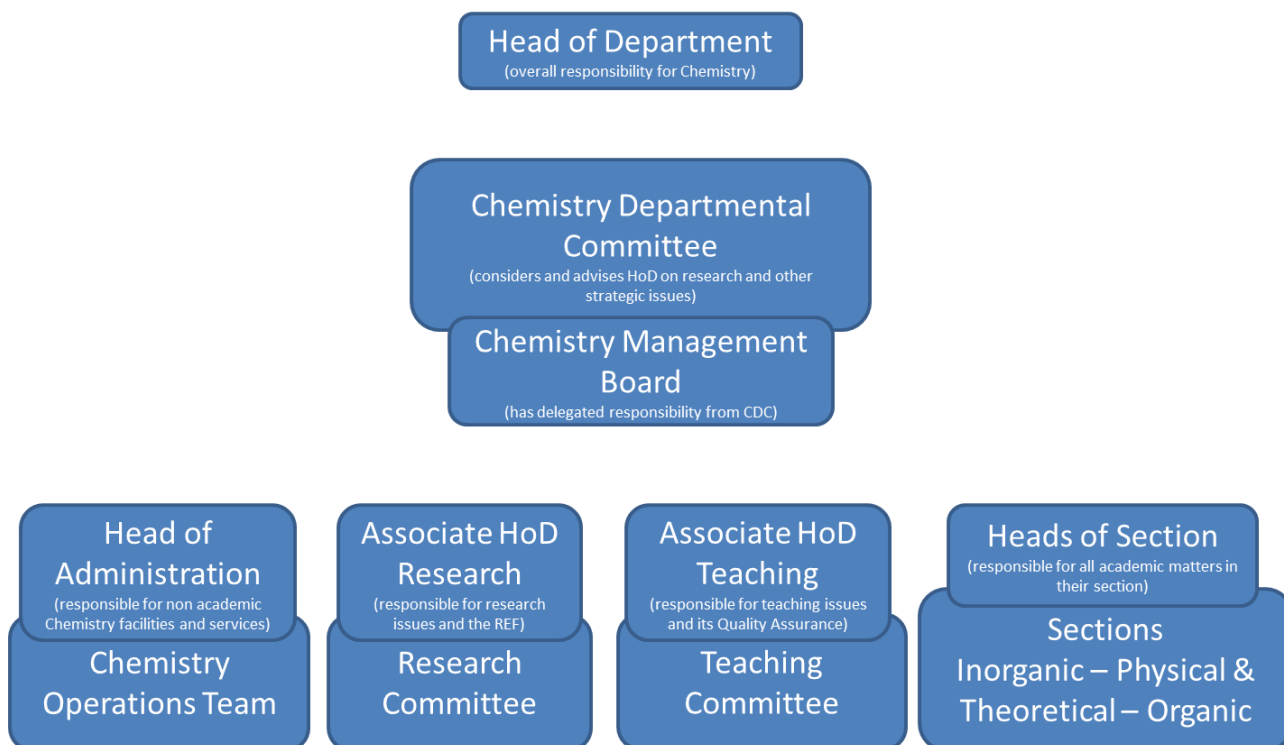 Head of Department
(overall responsibility for Chemistry)
Chemistry Departmental
Committee
(considers and advises HoD on research and other
strategic issues)
Chemistry Management
Board
(has delegated responsibility from CDC)
Head of
Administration
(responsible for non academic
Chemistry facilities and services)
Chemistry
Operations Team
Associate HoD
Research
(responsible for research
issues and the REF)
Research
Committee
Associate HoD
Teaching
(responsible for teaching issues
and its Quality Assurance)
Teaching
Committee
Heads of Section
(responsible for all academic matters in
their section)
Sections
Inorganic – Physical &
Theoretical – Organic